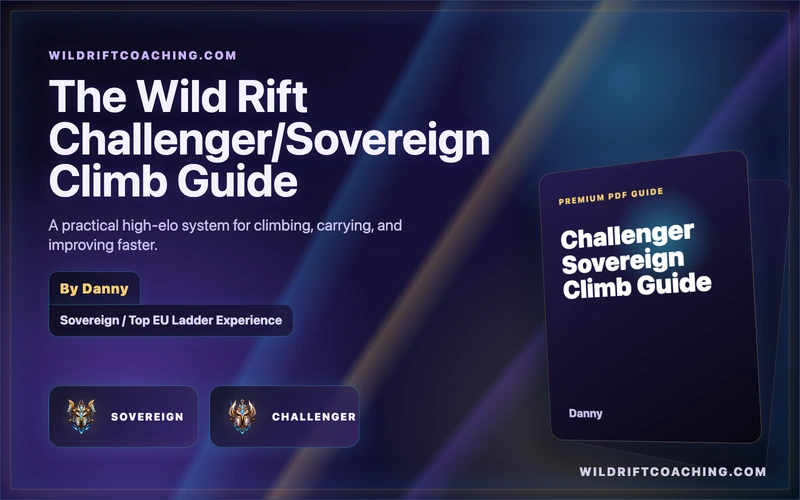 WILDRIFTCOACHING.COM
The Wild Rift
Challenger/Sovereign
Climb Guide
A practical high-elo system for climbing, carrying, and
improving faster.
By Danny
Sovereign / Top EU Ladder Experience
SOVEREIGN
CHALLENGER
PREMIUM PDF GUIDE
Challenger
Sovereign
Climb Guide
Danny
WILDRIFTCOACHING.COM